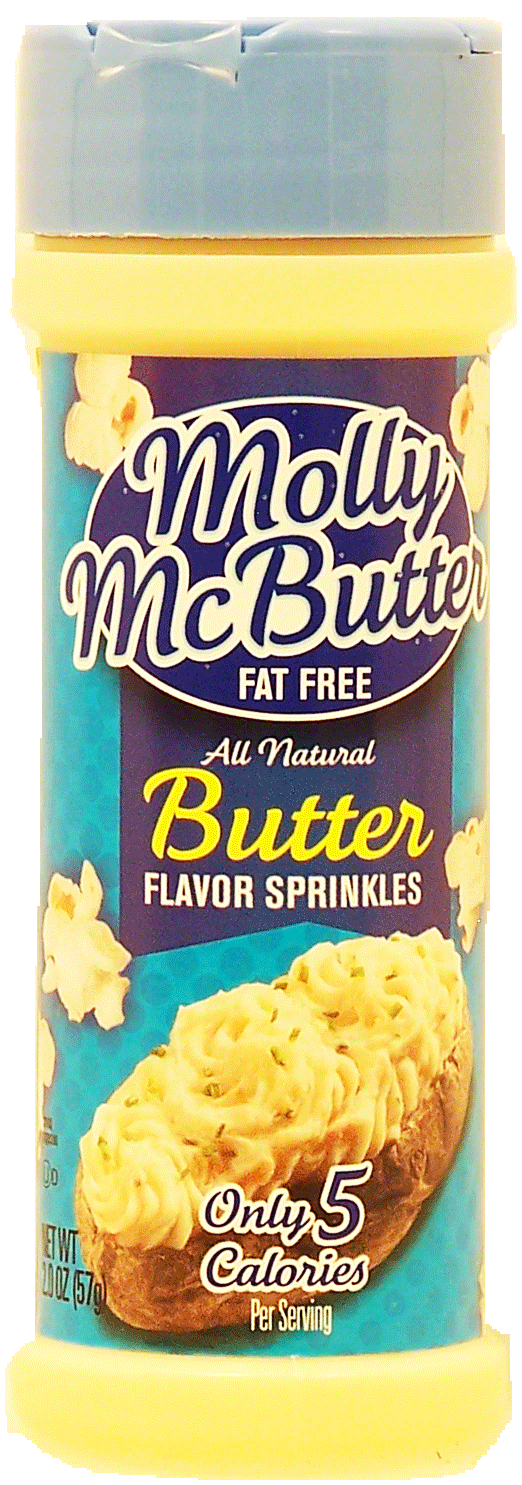 Molly
McButter
FAT FREE
All Natural
Butter
FLAVOR SPRINKLES
Only 5
Calories
Per Serving
NET WT
2.0 OZ (57g)